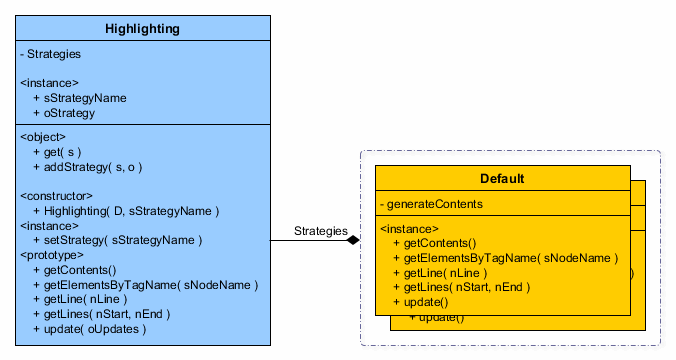 Highlighting
- Strategies
<instance>
+ sStrategyName
+ oStrategy
<object>
+ get( s )
+ addStrategy( s, o )
<constructor>
+ Highlighting( D, sStrategyName )
<instance>
+ setStrategy( sStrategyName )
<prototype>
+ getContents()
+ getElementsByTagName( sNodeName )
+ getLine( nLine )
+ getLines( nStart, nEnd )
+ update( oUpdates )
Strategies
Default
- generateContents
<instance>
+ getContents()
+ getElementsByTagName( sNodeName )
+ getLine( nLine )
+ getLines( nStart, nEnd )
+ update()
+ update()